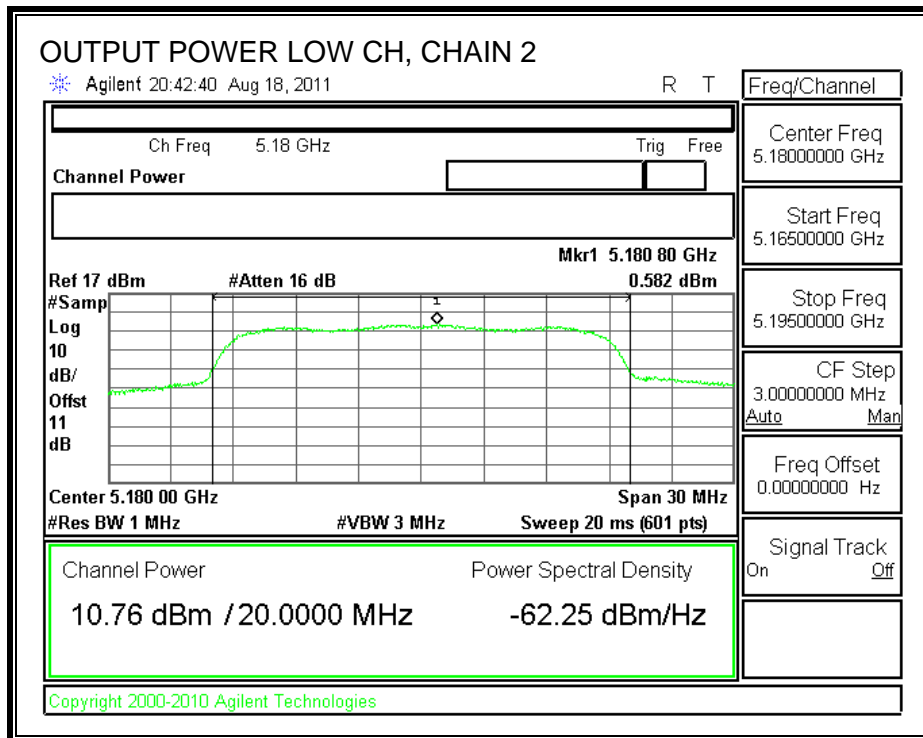 OUTPUT POWER LOW CH, CHAIN 2
Agilent 20:42:40 Aug 18, 2011 R T
Freq/Channel
Ch Freq 5.18 GHz Trig Free
Channel Power
Mkr1 5.180 80 GHz
Ref 17 dBm #Atten 16 dB 0.582 dBm
#Samp
Log
10
dB/
Offst
11
dB
1
Center 5.180 00 GHz Span 30 MHz
#Res BW 1 MHz #VBW 3 MHz Sweep 20 ms (601 pts)
Channel Power Power Spectral Density
10.76 dBm / 20.0000 MHz -62.25 dBm/Hz
Center Freq
5.18000000 GHz
Start Freq
5.16500000 GHz
Stop Freq
5.19500000 GHz
CF Step
3.00000000 MHz
Auto Man
Freq Offset
0.00000000 Hz
Signal Track
On Off
Copyright 2000-2010 Agilent Technologies